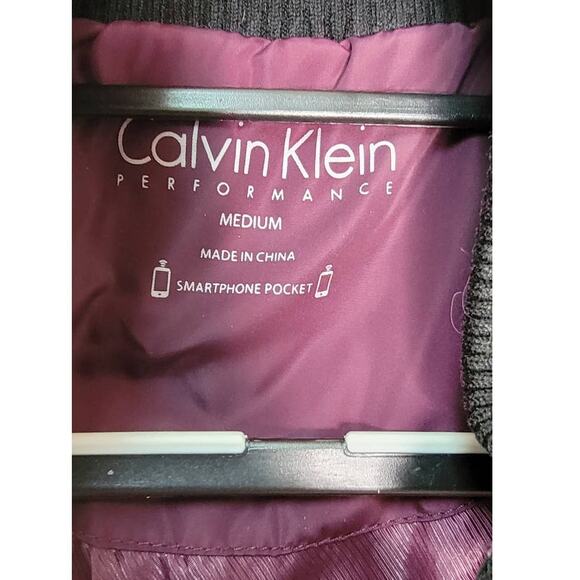 Calvin Klein
PERFORMANCE
MEDIUM
MADE IN CHINA
SMARTPHONE POCKET